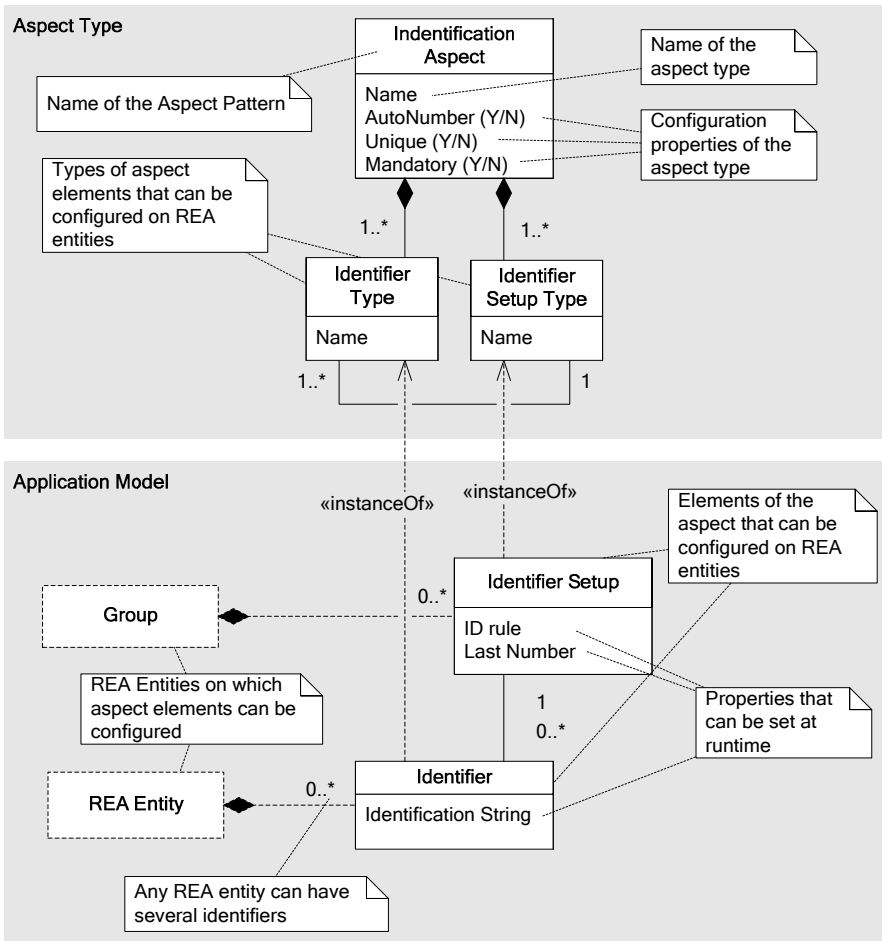 Aspect Type
Indentification
Aspect
Name
AutoNumber (Y/N)
Unique (Y/N)
Mandatory (Y/N)
Name of the
aspect type
Name of the Aspect Pattern
Configuration
properties of the
aspect type
Types of aspect
elements that can be
configured on REA
entities
1..*
1..*
Identifier
Type
Name
Identifier
Setup Type
Name
1..*
1
Application Model
«instanceOf»
«instanceOf»
Elements of the
aspect that can be
configured on REA
entities
Group
0..*
Identifier Setup
ID rule
Last Number
REA Entities on which
aspect elements can be
configured
1
0..*
Properties that
can be set at
runtime
REA Entity
0..*
Identifier
Identification String
Any REA entity can have
several identifiers